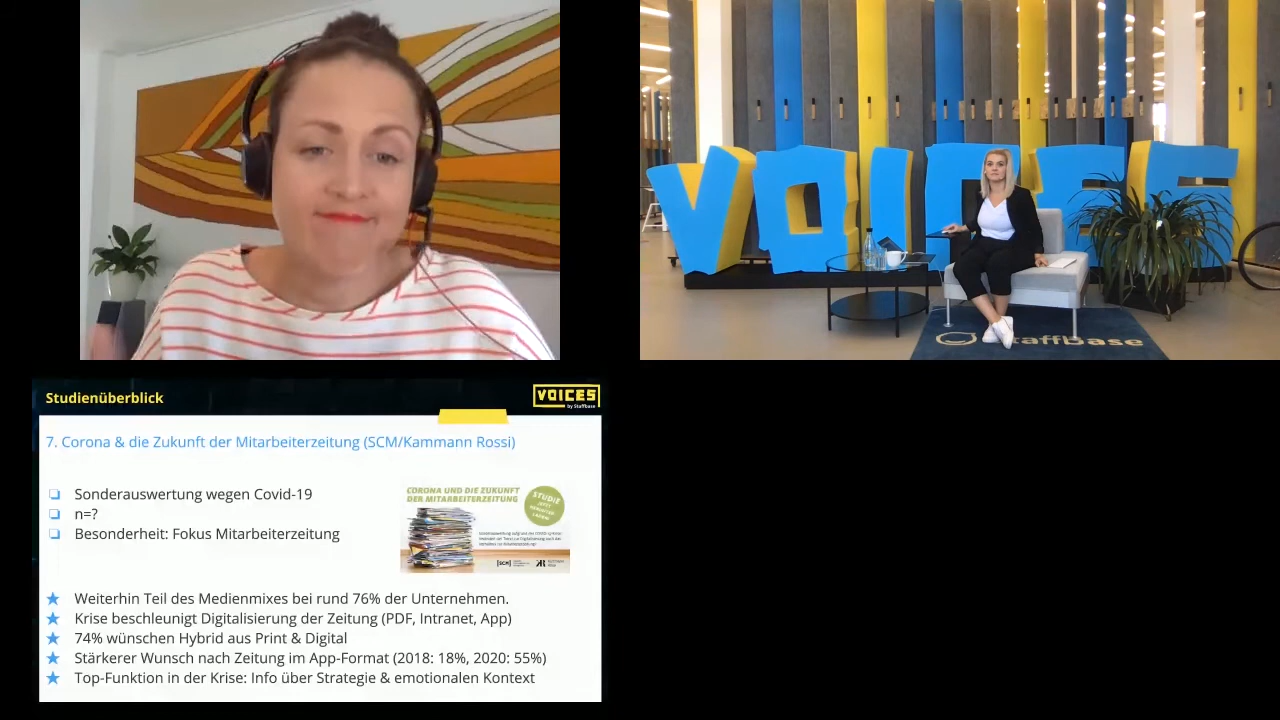 VOICES
Staffbase
Studienüberblick
VOICES
by Staffbase
7. Corona & die Zukunft der Mitarbeiterzeitung (SCM/Kammann Rossi)
Sonderauswertung wegen Covid-19
n=?
Besonderheit: Fokus Mitarbeiterzeitung
CORONA UND DIE ZUKUNFT
DER MITARBEITERZEITUNG
STUDIE
JETZT
[SCM]
Weiterhin Teil des Medienmixes bei rund 76% der Unternehmen.
Krise beschleunigt Digitalisierung der Zeitung (PDF, Intranet, App)
74% wünschen Hybrid aus Print & Digital
Stärkerer Wunsch nach Zeitung im App-Format (2018: 18%, 2020: 55%)
Top-Funktion in der Krise: Info über Strategie & emotionalen Kontext